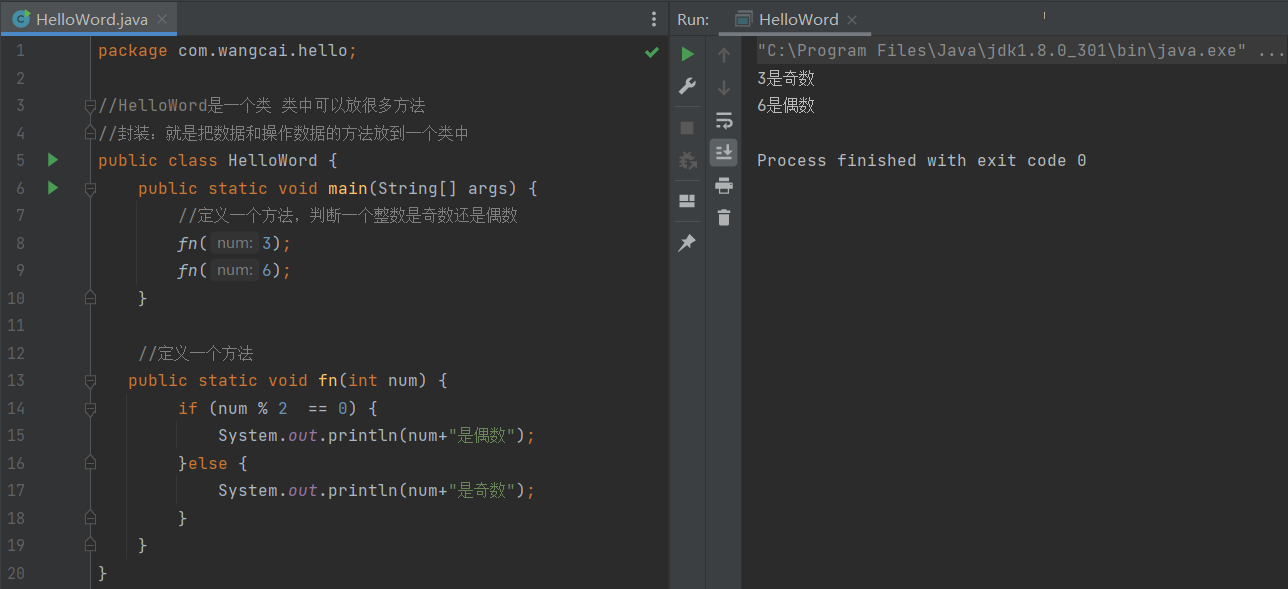 HelloWord.java
Run: HelloWord
1 package com.wangcai.hello;
2
3 //HelloWord是一个类 类中可以放很多方法
4 //封装：就是把数据和操作数据的方法放到一个类中
5 public class HelloWord {
6 public static void main(String[] args) {
7 //定义一个方法，判断一个整数是奇数还是偶数
8 fn( num: 3);
9 fn( num: 6);
10 }
11
12 //定义一个方法
13 public static void fn(int num) {
14 if (num % 2  == 0) {
15 System.out.println(num+"是偶数");
16 }else {
17 System.out.println(num+"是奇数");
18 }
19 }
20 }
"C:\Program Files\Java\jdk1.8.0_301\bin\java.exe" ...
3是奇数
6是偶数
Process finished with exit code 0